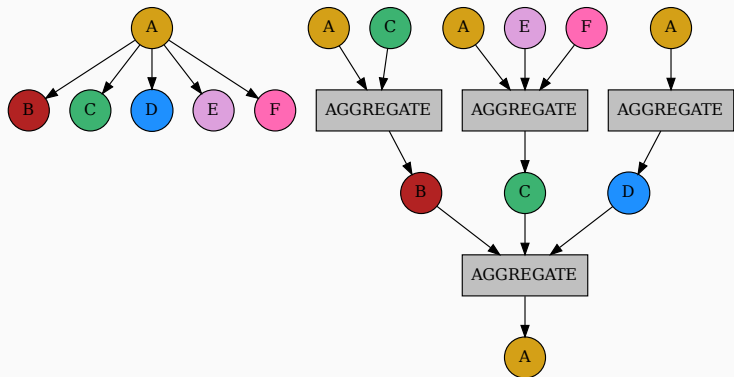 A A C A E F A
B C D E F AGGREGATE AGGREGATE AGGREGATE
B C D
AGGREGATE
A